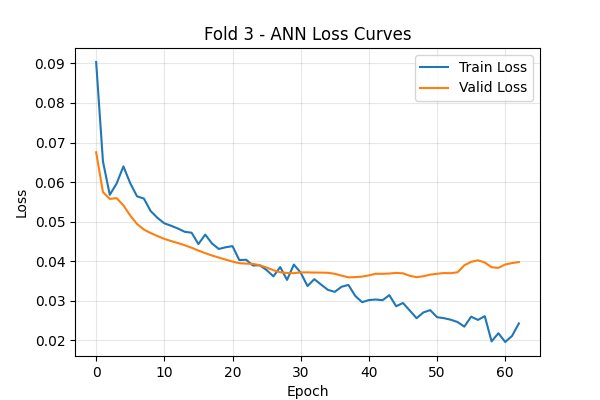 Fold 3 - ANN Loss Curves
Train Loss
Valid Loss
Loss
0.09
0.08
0.07
0.06
0.05
0.04
0.03
0.02
0 10 20 30 40 50 60
Epoch